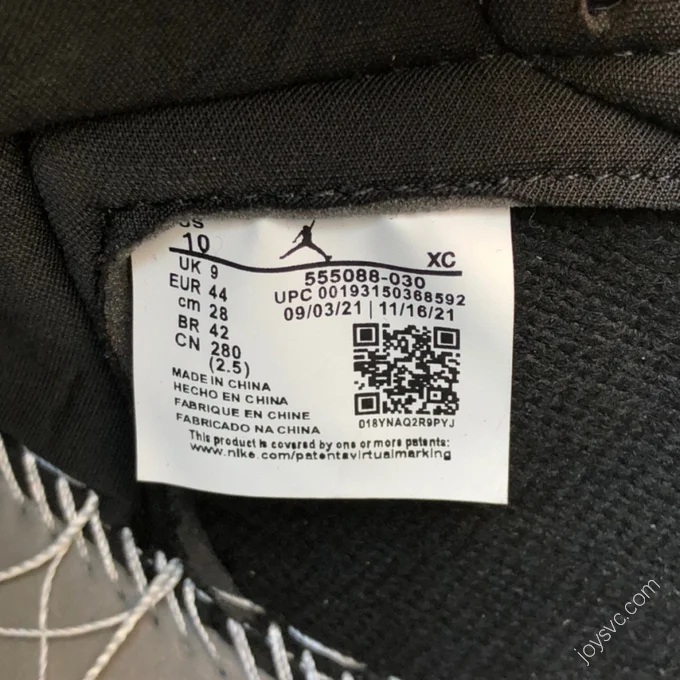 US
10
UK 9
EUR 44
cm 28
BR 42
CN 280
(2.5)
XC
555088-030
UPC 00193150368592
09/03/21 | 11/16/21
018YNAQ2R9PYJ
MADE IN CHINA
HECHO EN CHINA
FABRIQUE EN CHINE
FABRICADO NA CHINA
This product is covered by one or more patents:
www.nike.com/patentsvirtualmarking
joysvc.com